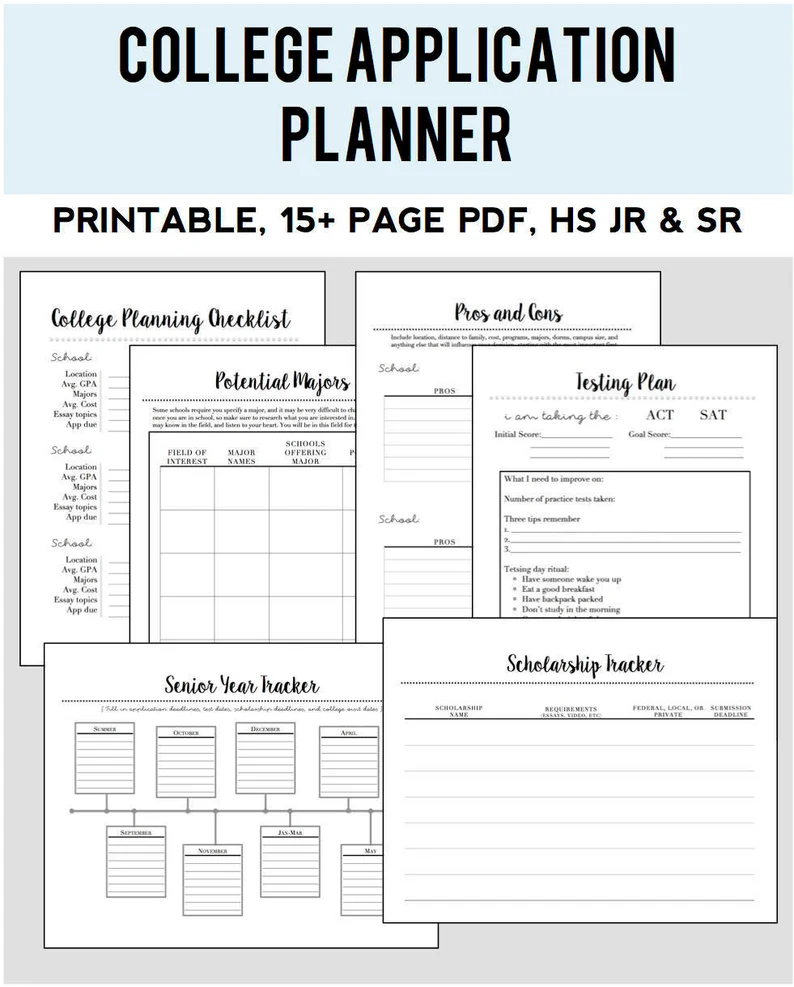 COLLEGE APPLICATION
PLANNER
PRINTABLE, 15+ PAGE PDF, HS JR & SR
College Planning Checklist
School
Location
Avg. GPA
Majors
Avg. Cost
Essay topics
App due
School
Location
Avg. GPA
Majors
Avg. Cost
Essay topics
App due
School
Location
Avg. GPA
Majors
Avg. Cost
Essay topics
App due
Potential Majors
Some schools require you specify a major, and it may be very difficult to
once you are in school, so make sure to research what you are interested in.
may know in the field, and listen to your heart. You will be in this field for
FIELD OF INTEREST
MAJOR NAMES
SCHOOLS OFFERING MAJOR
Pros and Cons
Include location, distance to family, cost, programs, majors, dorms, campus size, and
anything else that will
School:
PROS
School:
PROS
Testing Plan
i am taking the : ACT SAT
Initial Score: Goal Score:
What I need to improve on:
Number of practice tests taken:
Three tips remember
1.
2.
3.
Tetsing day ritual:
Have someone wake you up
Eat a good breakfast
Have backpack packed
Don't study in the morning
Senior Year Tracker
[ Fill in application deadlines, test dates, scholarship deadlines, and college visit dates ]
SUMMER
OCTOBER
DECEMBER
APRIL
SEPTEMBER
NOVEMBER
JAN-MAR
MAY
Scholarship Tracker
SCHOLARSHIP NAME
REQUIREMENTS (ESSAYS, VIDEO, ETC)
FEDERAL, LOCAL, OR PRIVATE
SUBMISSION DEADLINE